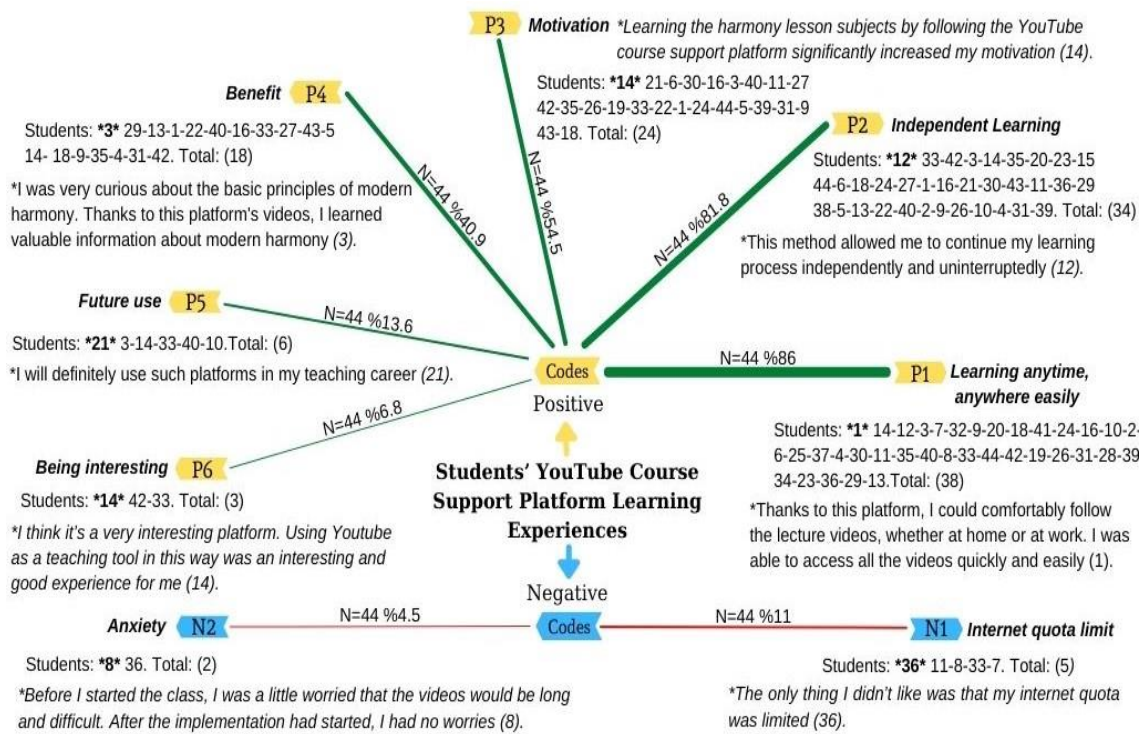 P3 Motivation *Learning the harmony lesson subjects by following the YouTube
course support platform significantly increased my motivation (14).
Students: *14* 21-6-30-16-3-40-11-27
42-35-26-19-33-22-1-24-44-5-39-31-9
43-18. Total: (24)
N=44 %54.5
Benefit P4
Students: *3* 29-13-1-22-40-16-33-27-43-5
14- 18-9-35-4-31-42. Total: (18)
*I was very curious about the basic principles of modern
harmony. Thanks to this platform's videos, I learned
valuable information about modern harmony (3).
N=44 %40.9
P2 Independent Learning
Students: *12* 33-42-3-14-35-20-23-15
44-6-18-24-27-1-16-21-30-43-11-36-29
38-5-13-22-40-2-9-26-10-4-31-39. Total: (34)
*This method allowed me to continue my learning
process independently and uninterruptedly (12).
N=44 %81.8
Future use P5
N=44 %13.6
Students: *21* 3-14-33-40-10.Total: (6)
*I will definitely use such platforms in my teaching career (21).
Codes
Positive
N=44 %86
P1 Learning anytime,
anywhere easily
Students: *1* 14-12-3-7-32-9-20-18-41-24-16-10-2-
6-25-37-4-30-11-35-40-8-33-44-42-19-26-31-28-39
34-23-36-29-13.Total: (38)
*Thanks to this platform, I could comfortably follow
the lecture videos, whether at home or at work. I was
able to access all the videos quickly and easily (1).
N=44 %6.8
Being interesting P6
Students: *14* 42-33. Total: (3)
*I think it's a very interesting platform. Using Youtube
as a teaching tool in this way was an interesting and
good experience for me (14).
Students' YouTube Course
Support Platform Learning
Experiences
Negative
Codes
Anxiety N2
N=44 %4.5
Students: *8* 36. Total: (2)
*Before I started the class, I was a little worried that the videos would be long
and difficult. After the implementation had started, I had no worries (8).
N=44 %11
N1 Internet quota limit
Students: *36* 11-8-33-7. Total: (5)
*The only thing I didn't like was that my internet quota
was limited (36).